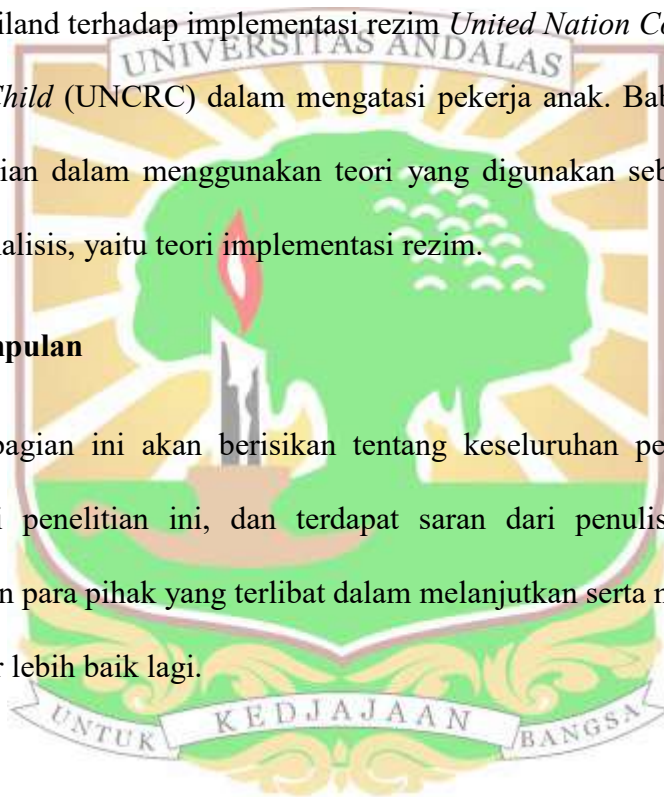 iland terhadap implementasi rezim United Nation Co
UNIVERSITAS ANDALAS
Child (UNCRC) dalam mengatasi pekerja anak. Bab
ian dalam menggunakan teori yang digunakan seb
nalisis, yaitu teori implementasi rezim.
npulan
bagian ini akan berisikan tentang keseluruhan pe
i penelitian ini, dan terdapat saran dari penulis
n para pihak yang terlibat dalam melanjutkan serta m
r lebih baik lagi.
UNTUK KEDJAJAAN BANGSA